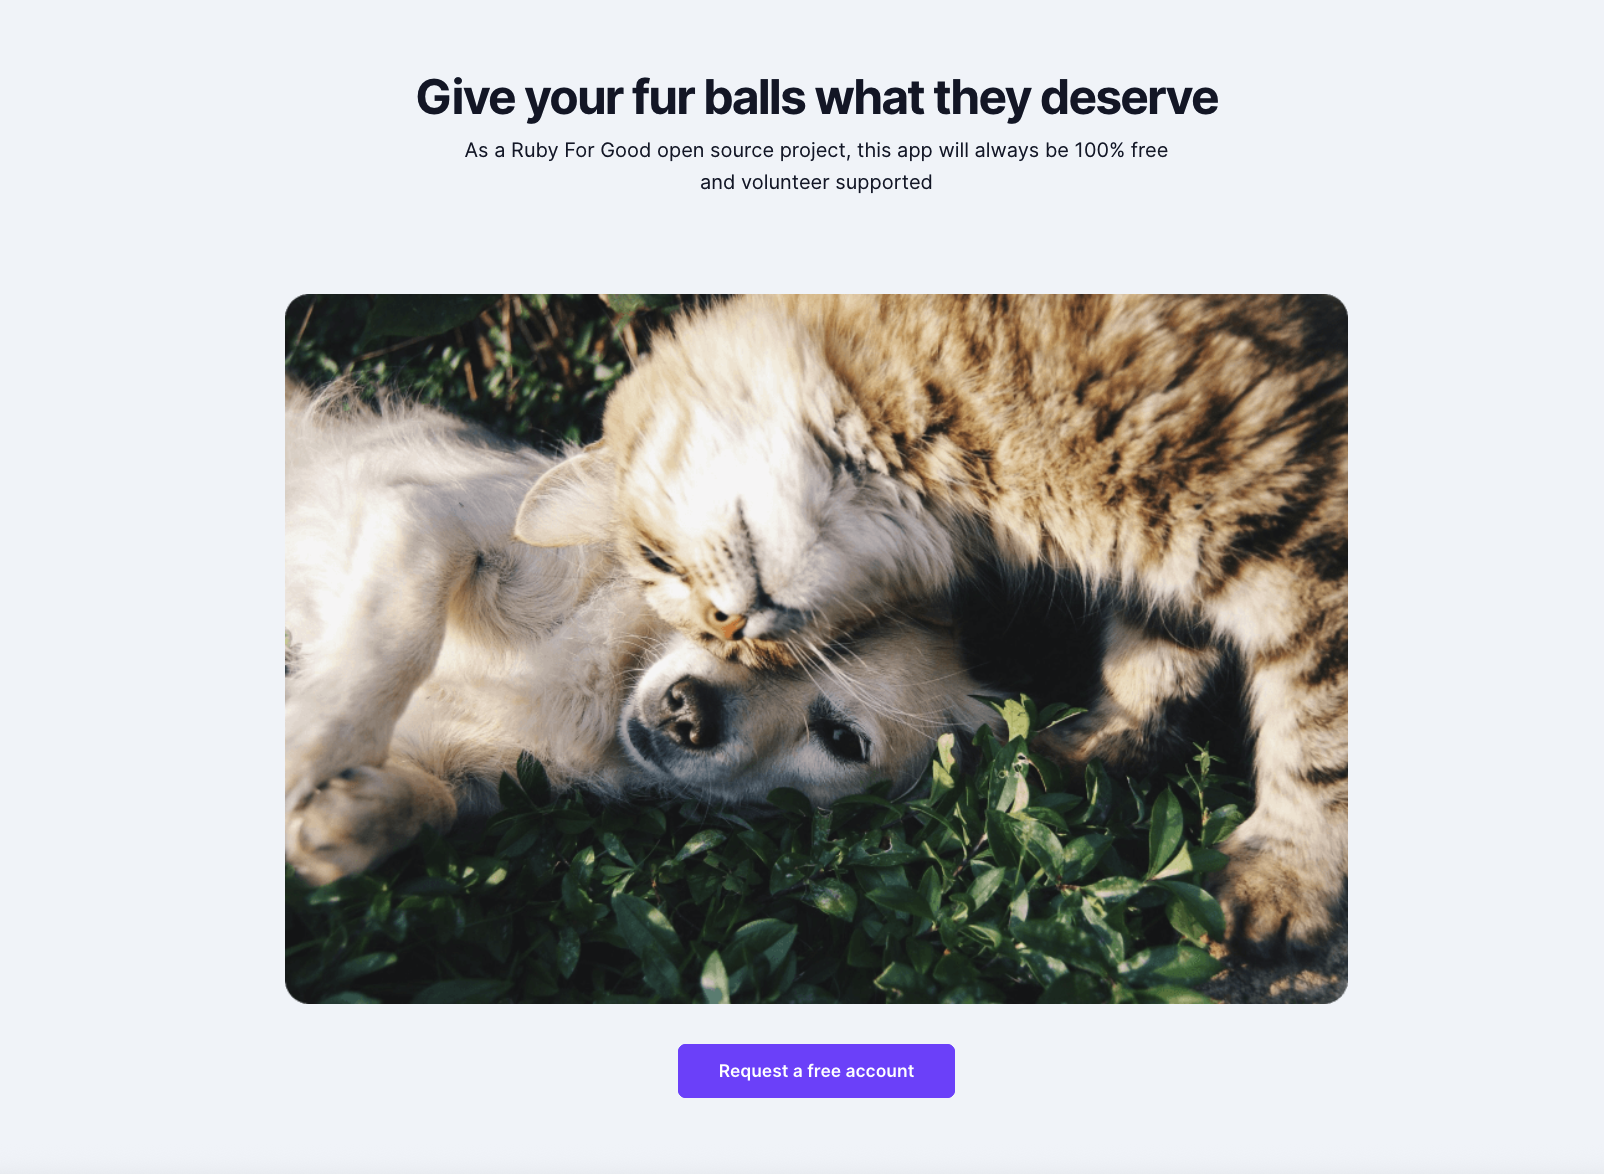 Give your fur balls what they deserve
As a Ruby For Good open source project, this app will always be 100% free
and volunteer supported
Request a free account